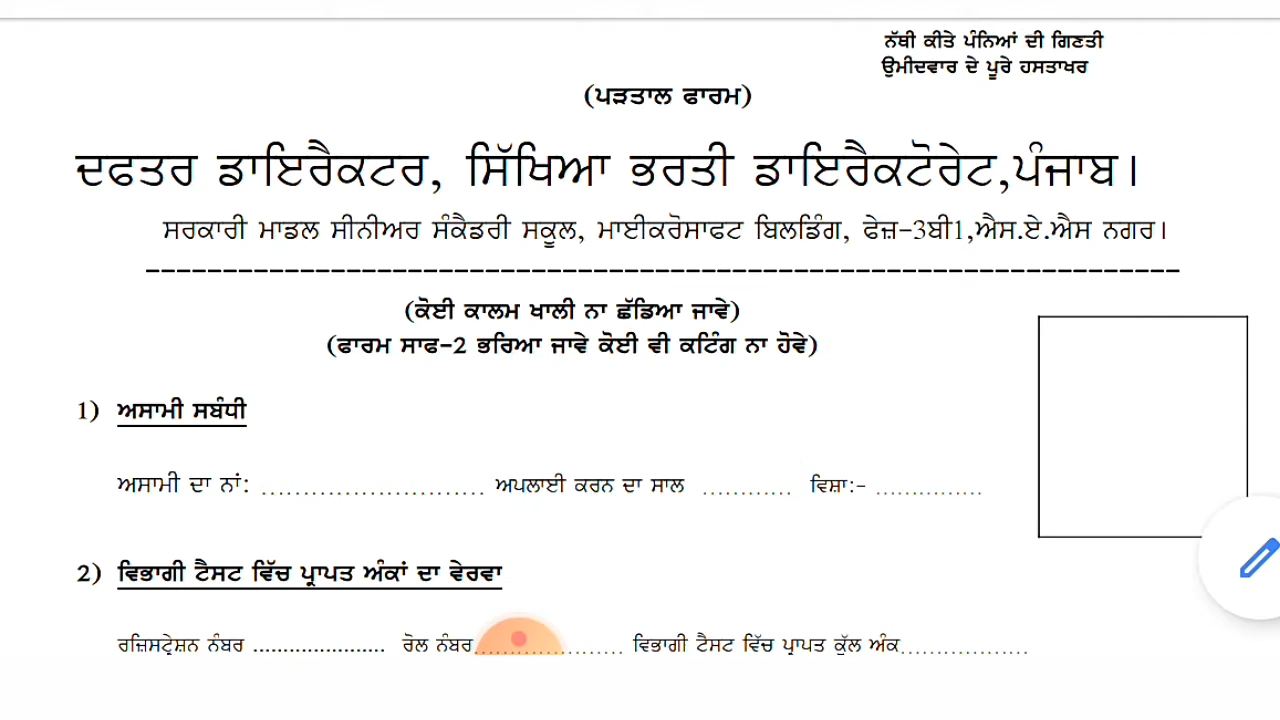 ਨੱਥੀ ਕੀਤੇ ਪੰਨਿਆਂ ਦੀ ਗਿਣਤੀ
ਉਮੀਦਵਾਰ ਦੇ ਪੂਰੇ ਹਸਤਾਖਰ
(ਪੜਤਾਲ ਫਾਰਮ)
ਦਫਤਰ ਡਾਇਰੈਕਟਰ, ਸਿੱਖਿਆ ਭਰਤੀ ਡਾਇਰੈਕਟੋਰੇਟ,ਪੰਜਾਬ।
ਸਰਕਾਰੀ ਮਾਡਲ ਸੀਨੀਅਰ ਸੰਕੈਡਰੀ ਸਕੂਲ, ਮਾਈਕਰੋਸਾਫਟ ਬਿਲਡਿੰਗ, ਫੇਜ਼-3ਬੀ1,ਐਸ.ਏ.ਐਸ ਨਗਰ।
(ਕੋਈ ਕਾਲਮ ਖਾਲੀ ਨਾ ਛੱਡਿਆ ਜਾਵੇ)
(ਫਾਰਮ ਸਾਫ-2 ਭਰਿਆ ਜਾਵੇ ਕੋਈ ਵੀ ਕਟਿੰਗ ਨਾ ਹੋਵੇ)
1) ਅਸਾਮੀ ਸਬੰਧੀ
ਅਸਾਮੀ ਦਾ ਨਾਂ: ........................... ਅਪਲਾਈ ਕਰਨ ਦਾ ਸਾਲ ............ ਵਿਸ਼ਾ:- ...............
2) ਵਿਭਾਗੀ ਟੈਸਟ ਵਿੱਚ ਪ੍ਰਾਪਤ ਅੰਕਾਂ ਦਾ ਵੇਰਵਾ
ਰਜ਼ਿਸਟ੍ਰੇਸ਼ਨ ਨੰਬਰ ...................... ਰੋਲ ਨੰਬਰ..................... ਵਿਭਾਗੀ ਟੈਸਟ ਵਿੱਚ ਪ੍ਰਾਪਤ ਕੁੱਲ ਅੰਕ..................